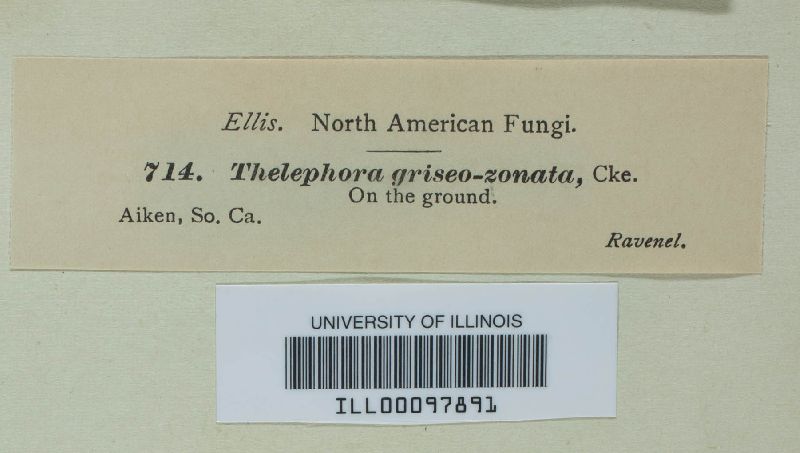 Ellis. North American Fungi.
714. Thelephora griseo-zonata, Cke.
On the ground.
Aiken, So. Ca.
Ravenel.
UNIVERSITY OF ILLINOIS
ILL00097891